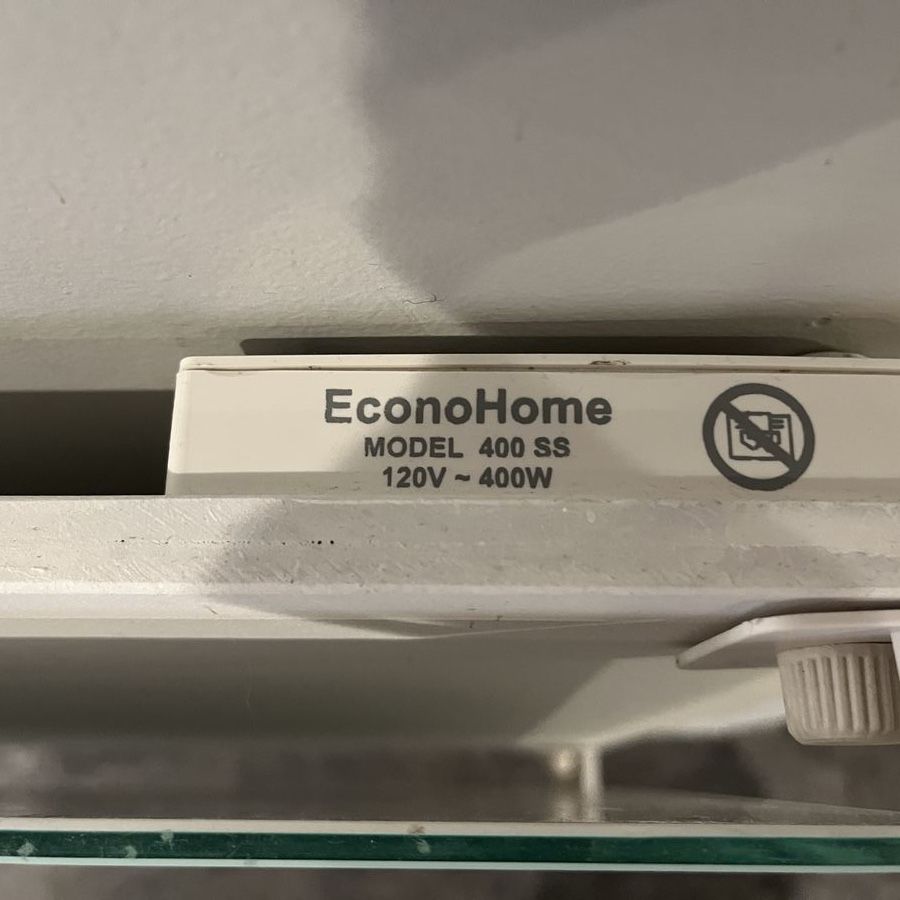 EconoHome
MODEL 400 SS
120V ~ 400W